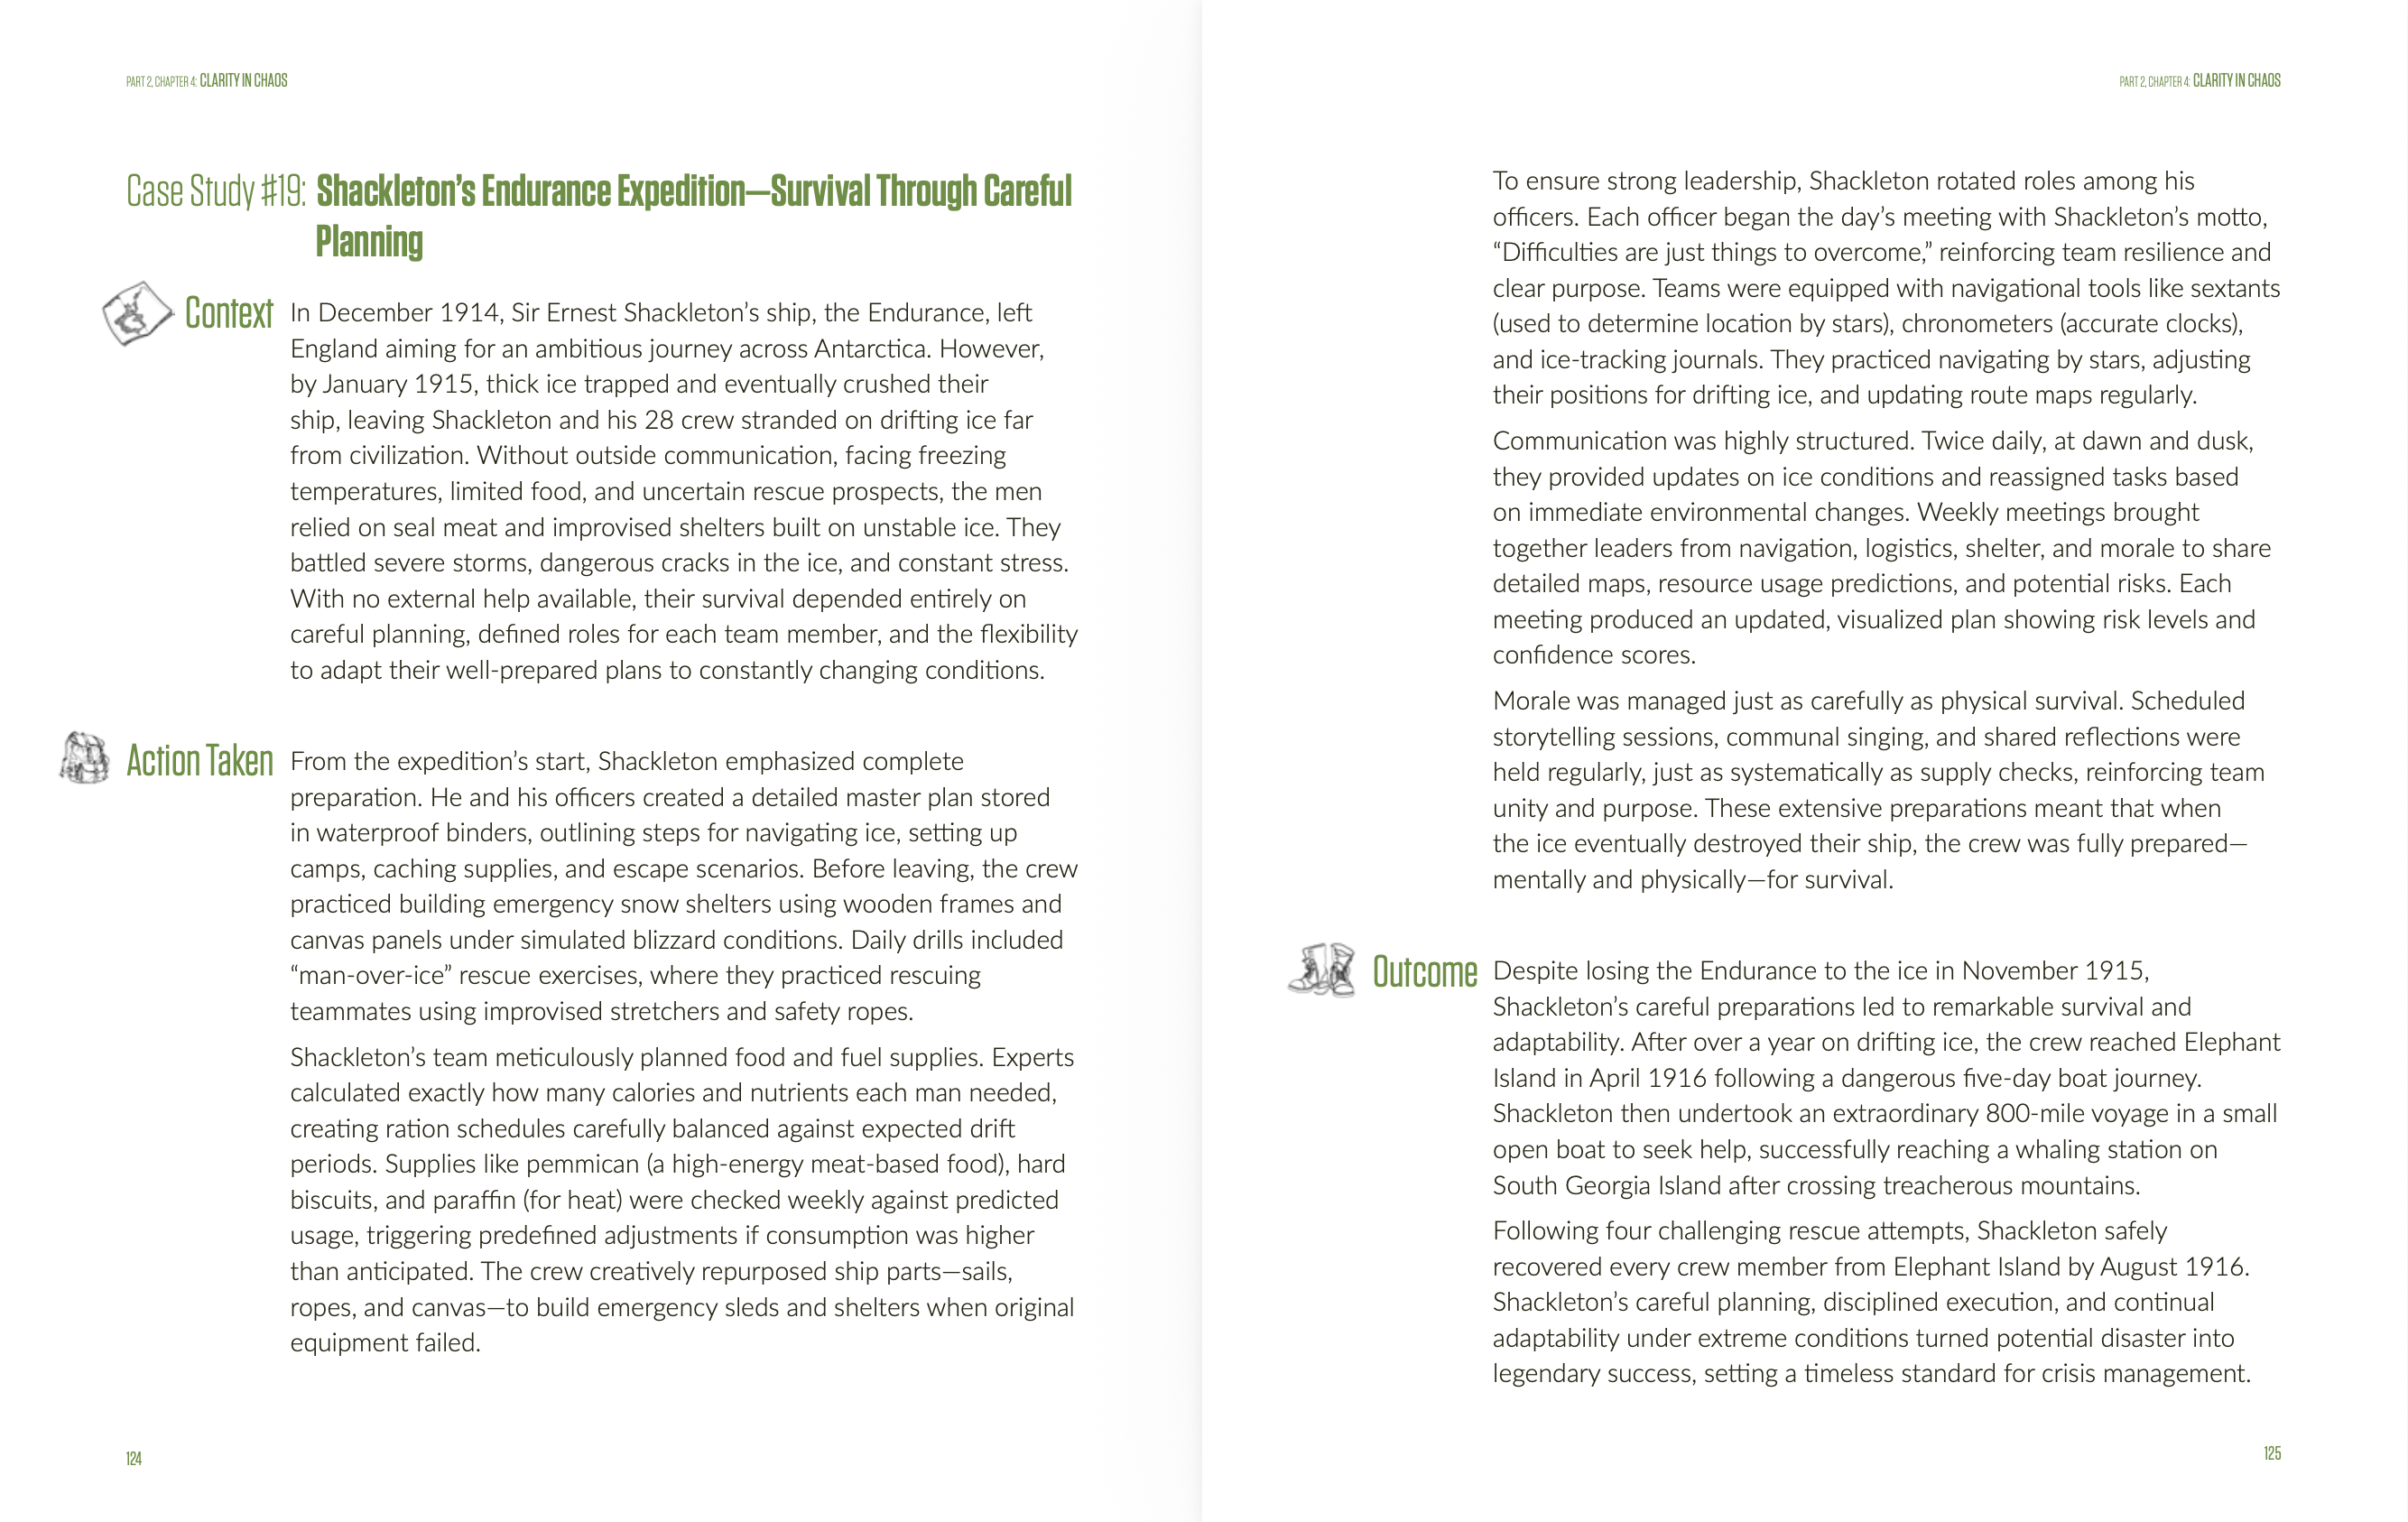 PART 2, CHAPTER 4: CLARITY IN CHAOS
Case Study #19: Shackleton’s Endurance Expedition—Survival Through Careful
Planning
Context
In December 1914, Sir Ernest Shackleton’s ship, the Endurance, left
England aiming for an ambitious journey across Antarctica. However,
by January 1915, thick ice trapped and eventually crushed their
ship, leaving Shackleton and his 28 crew stranded on drifting ice far
from civilization. Without outside communication, facing freezing
temperatures, limited food, and uncertain rescue prospects, the men
relied on seal meat and improvised shelters built on unstable ice. They
battled severe storms, dangerous cracks in the ice, and constant stress.
With no external help available, their survival depended entirely on
careful planning, defined roles for each team member, and the flexibility
to adapt their well-prepared plans to constantly changing conditions.
Action Taken
From the expedition’s start, Shackleton emphasized complete
preparation. He and his officers created a detailed master plan stored
in waterproof binders, outlining steps for navigating ice, setting up
camps, caching supplies, and escape scenarios. Before leaving, the crew
practiced building emergency snow shelters using wooden frames and
canvas panels under simulated blizzard conditions. Daily drills included
“man-over-ice” rescue exercises, where they practiced rescuing
teammates using improvised stretchers and safety ropes.
Shackleton’s team meticulously planned food and fuel supplies. Experts
calculated exactly how many calories and nutrients each man needed,
creating ration schedules carefully balanced against expected drift
periods. Supplies like pemmican (a high-energy meat-based food), hard
biscuits, and paraffin (for heat) were checked weekly against predicted
usage, triggering predefined adjustments if consumption was higher
than anticipated. The crew creatively repurposed ship parts—sails,
ropes, and canvas—to build emergency sleds and shelters when original
equipment failed.
124
PART 2, CHAPTER 4: CLARITY IN CHAOS
To ensure strong leadership, Shackleton rotated roles among his
officers. Each officer began the day’s meeting with Shackleton’s motto,
“Difficulties are just things to overcome,” reinforcing team resilience and
clear purpose. Teams were equipped with navigational tools like sextants
(used to determine location by stars), chronometers (accurate clocks),
and ice-tracking journals. They practiced navigating by stars, adjusting
their positions for drifting ice, and updating route maps regularly.
Communication was highly structured. Twice daily, at dawn and dusk,
they provided updates on ice conditions and reassigned tasks based
on immediate environmental changes. Weekly meetings brought
together leaders from navigation, logistics, shelter, and morale to share
detailed maps, resource usage predictions, and potential risks. Each
meeting produced an updated, visualized plan showing risk levels and
confidence scores.
Morale was managed just as carefully as physical survival. Scheduled
storytelling sessions, communal singing, and shared reflections were
held regularly, just as systematically as supply checks, reinforcing team
unity and purpose. These extensive preparations meant that when
the ice eventually destroyed their ship, the crew was fully prepared—
mentally and physically—for survival.
Outcome
Despite losing the Endurance to the ice in November 1915,
Shackleton’s careful preparations led to remarkable survival and
adaptability. After over a year on drifting ice, the crew reached Elephant
Island in April 1916 following a dangerous five-day boat journey.
Shackleton then undertook an extraordinary 800-mile voyage in a small
open boat to seek help, successfully reaching a whaling station on
South Georgia Island after crossing treacherous mountains.
Following four challenging rescue attempts, Shackleton safely
recovered every crew member from Elephant Island by August 1916.
Shackleton’s careful planning, disciplined execution, and continual
adaptability under extreme conditions turned potential disaster into
legendary success, setting a timeless standard for crisis management.
125